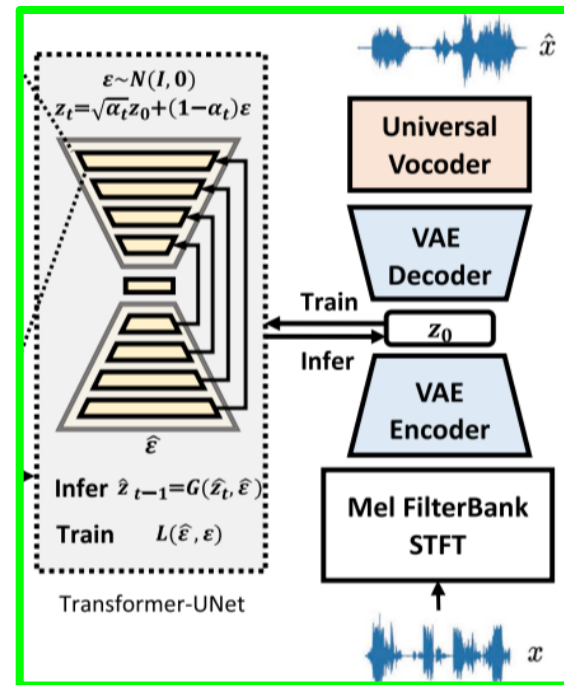 ε~N(I, 0)
z_t=√α_t z_0+(1−α_t)ε
ε̂
Infer ẑ_{t−1}=G(ẑ_t, ε̂)
Train L(ε̂, ε)
Transformer-UNet
Train
Infer
x̂
Universal
Vocoder
VAE
Decoder
z_0
VAE
Encoder
Mel FilterBank
STFT
x